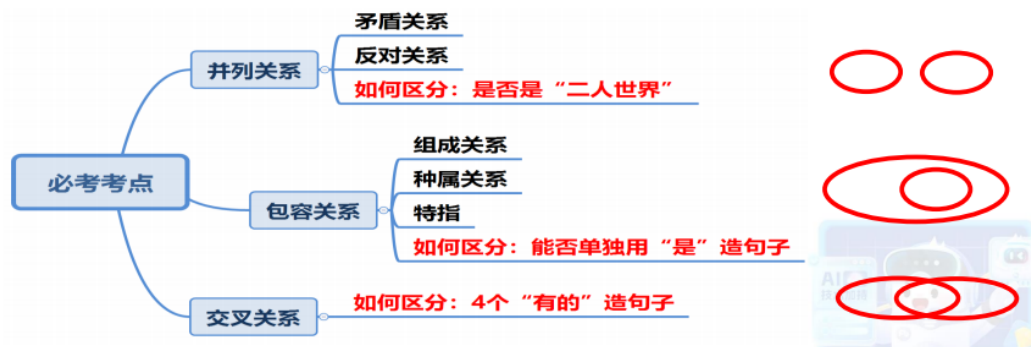 矛盾关系
并列关系
反对关系
如何区分：是否是“二人世界”
组成关系
必考考点
种属关系
包容关系
特指
如何区分：能否单独用“是”造句子
AI
交叉关系
如何区分：4个“有的”造句子